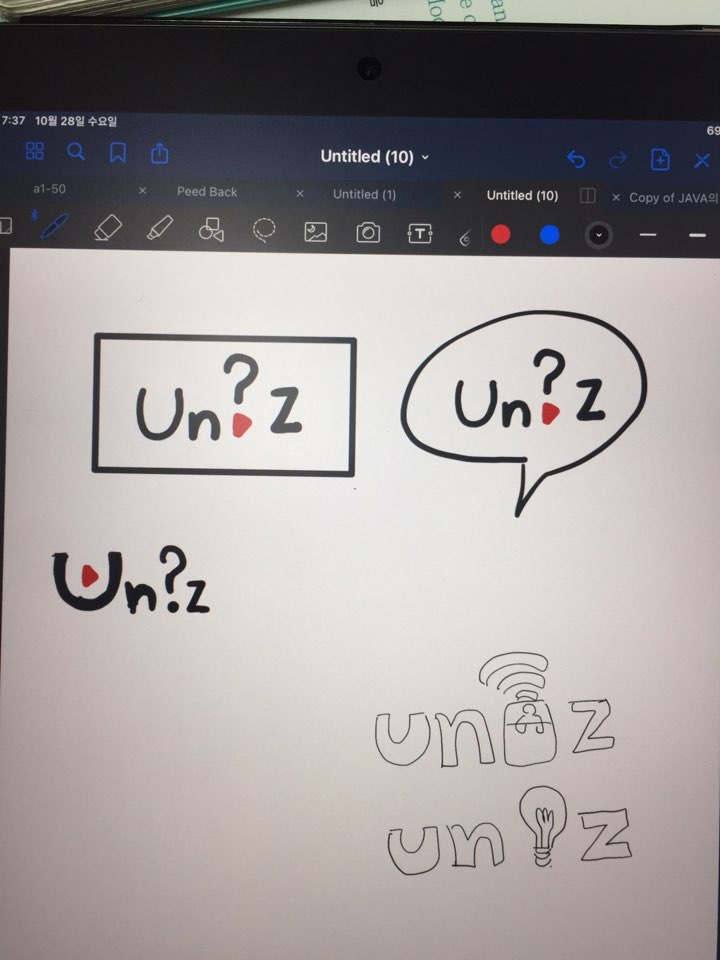 7:37 10월 28일 수요일
69
Untitled (10)
a1-50
Peed Back
Untitled (1)
Untitled (10)
Copy of JAVA의
T
Un?z
Un?z
Un?z
un z
un z